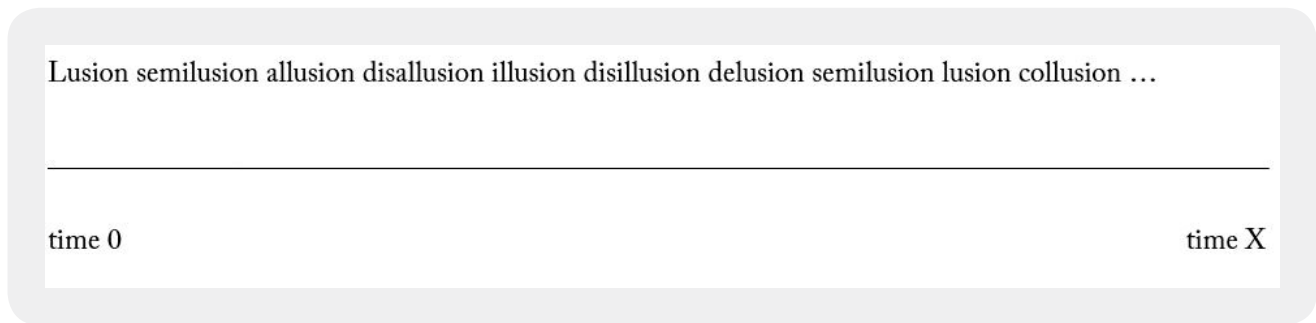 Lusion semilusion allusion disallusion illusion disillusion delusion semilusion lusion collusion …
time 0
time X